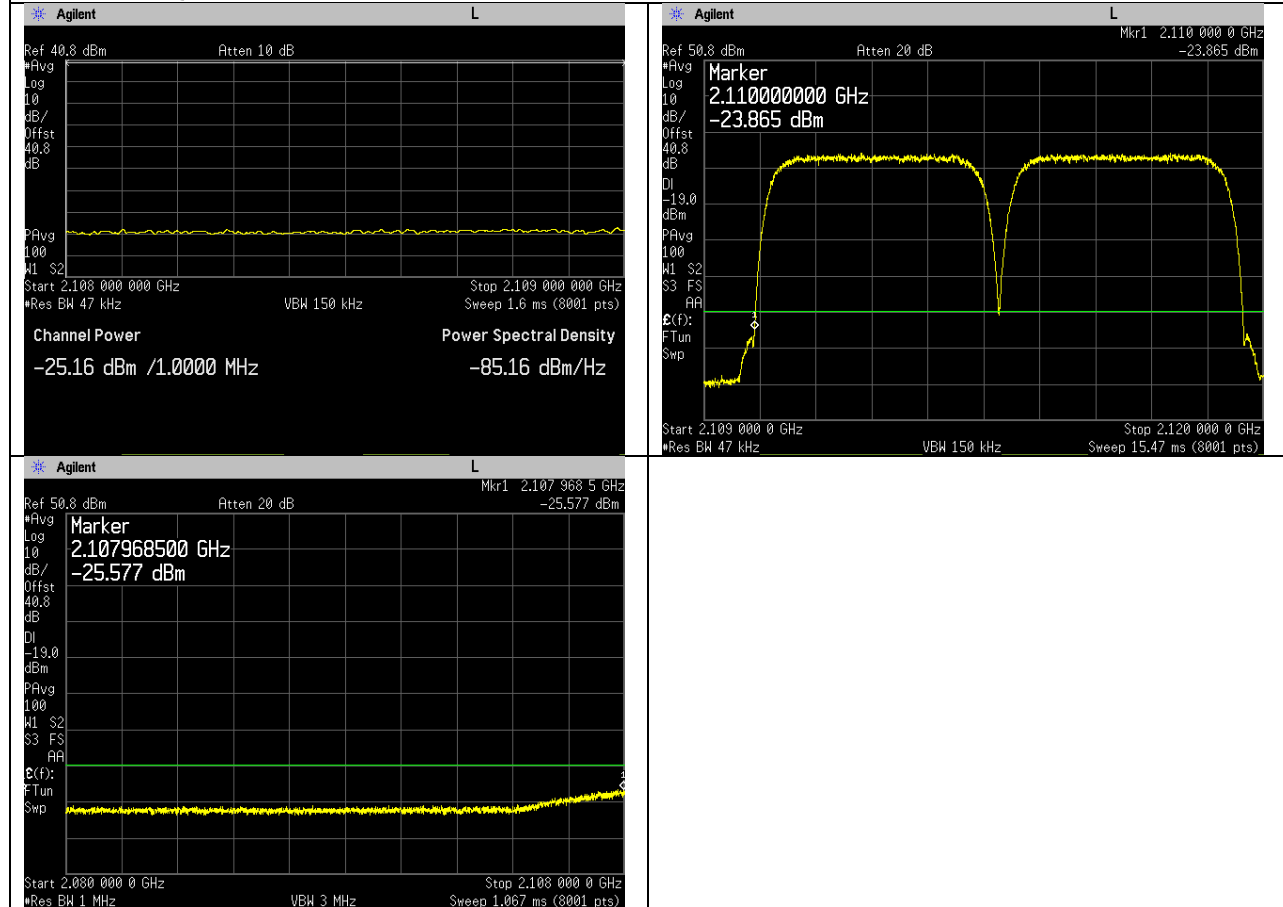 Agilent L
Ref 40.8 dBm Atten 10 dB
#Avg
Log
10
dB/
Offst
40.8
dB
PAvg
100
W1 S2
Start 2.108 000 000 GHz Stop 2.109 000 000 GHz
#Res BW 47 kHz VBW 150 kHz Sweep 1.6 ms (8001 pts)
Channel Power Power Spectral Density
-25.16 dBm /1.0000 MHz -85.16 dBm/Hz
Agilent L
Mkr1 2.110 000 0 GHz
Ref 50.8 dBm Atten 20 dB -23.865 dBm
#Avg
Log
10
dB/
Offst
40.8
dB
DI
-19.0
dBm
PAvg
100
W1 S2
S3 FS
AA
£(f):
FTun
Swp
Marker
2.110000000 GHz
-23.865 dBm
1
Start 2.109 000 0 GHz Stop 2.120 000 0 GHz
#Res BW 47 kHz VBW 150 kHz Sweep 15.47 ms (8001 pts)
Agilent L
Mkr1 2.107 968 5 GHz
Ref 50.8 dBm Atten 20 dB -25.577 dBm
#Avg
Log
10
dB/
Offst
40.8
dB
DI
-19.0
dBm
PAvg
100
W1 S2
S3 FS
AA
£(f):
FTun
Swp
Marker
2.107968500 GHz
-25.577 dBm
1
Start 2.080 000 0 GHz Stop 2.108 000 0 GHz
#Res BW 1 MHz VBW 3 MHz Sweep 1.067 ms (8001 pts)